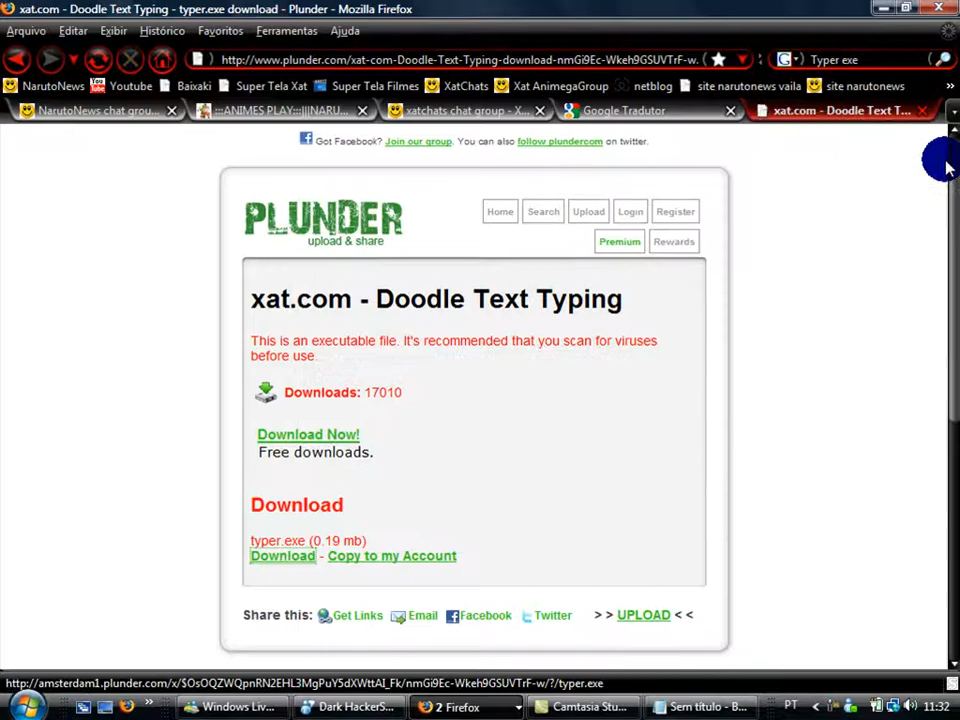 xat.com - Doodle Text Typing - typer.exe download - Plunder - Mozilla Firefox
Arquivo Editar Exibir Histórico Favoritos Ferramentas Ajuda
http://www.plunder.com/xat-com-Doodle-Text-Typing-download-nmGi9Ec-Wkeh9GSUVTrF-w. Typer exe
NarutoNews Youtube Baixaki Super Tela Xat Super Tela Filmes XatChats Xat AnimegaGroup netblog site narutonews vaila site narutonews »
NarutoNews chat grou... :::ANIMES PLAY:::||NARU... xatchats chat group - X... Google Tradutor xat.com - Doodle Text T...
Got Facebook? Join our group. You can also follow plundercom on twitter.
PLUNDER
upload & share
Home Search Upload Login Register
Premium Rewards
xat.com - Doodle Text Typing
This is an executable file. It's recommended that you scan for viruses
before use.
Downloads: 17010
Download Now!
Free downloads.
Download
typer.exe (0.19 mb)
Download - Copy to my Account
Share this: Get Links Email Facebook Twitter > > UPLOAD < <
http://amsterdam1.plunder.com/x/$OsOQZWQpnRN2EHL3MgPuY5dXWttAI_Fk/nmGi9Ec-Wkeh9GSUVTrF-w/?/typer.exe
» Windows Liv... Dark HackerS... 2 Firefox Camtasia Stu... Sem título - B... PT 11:32